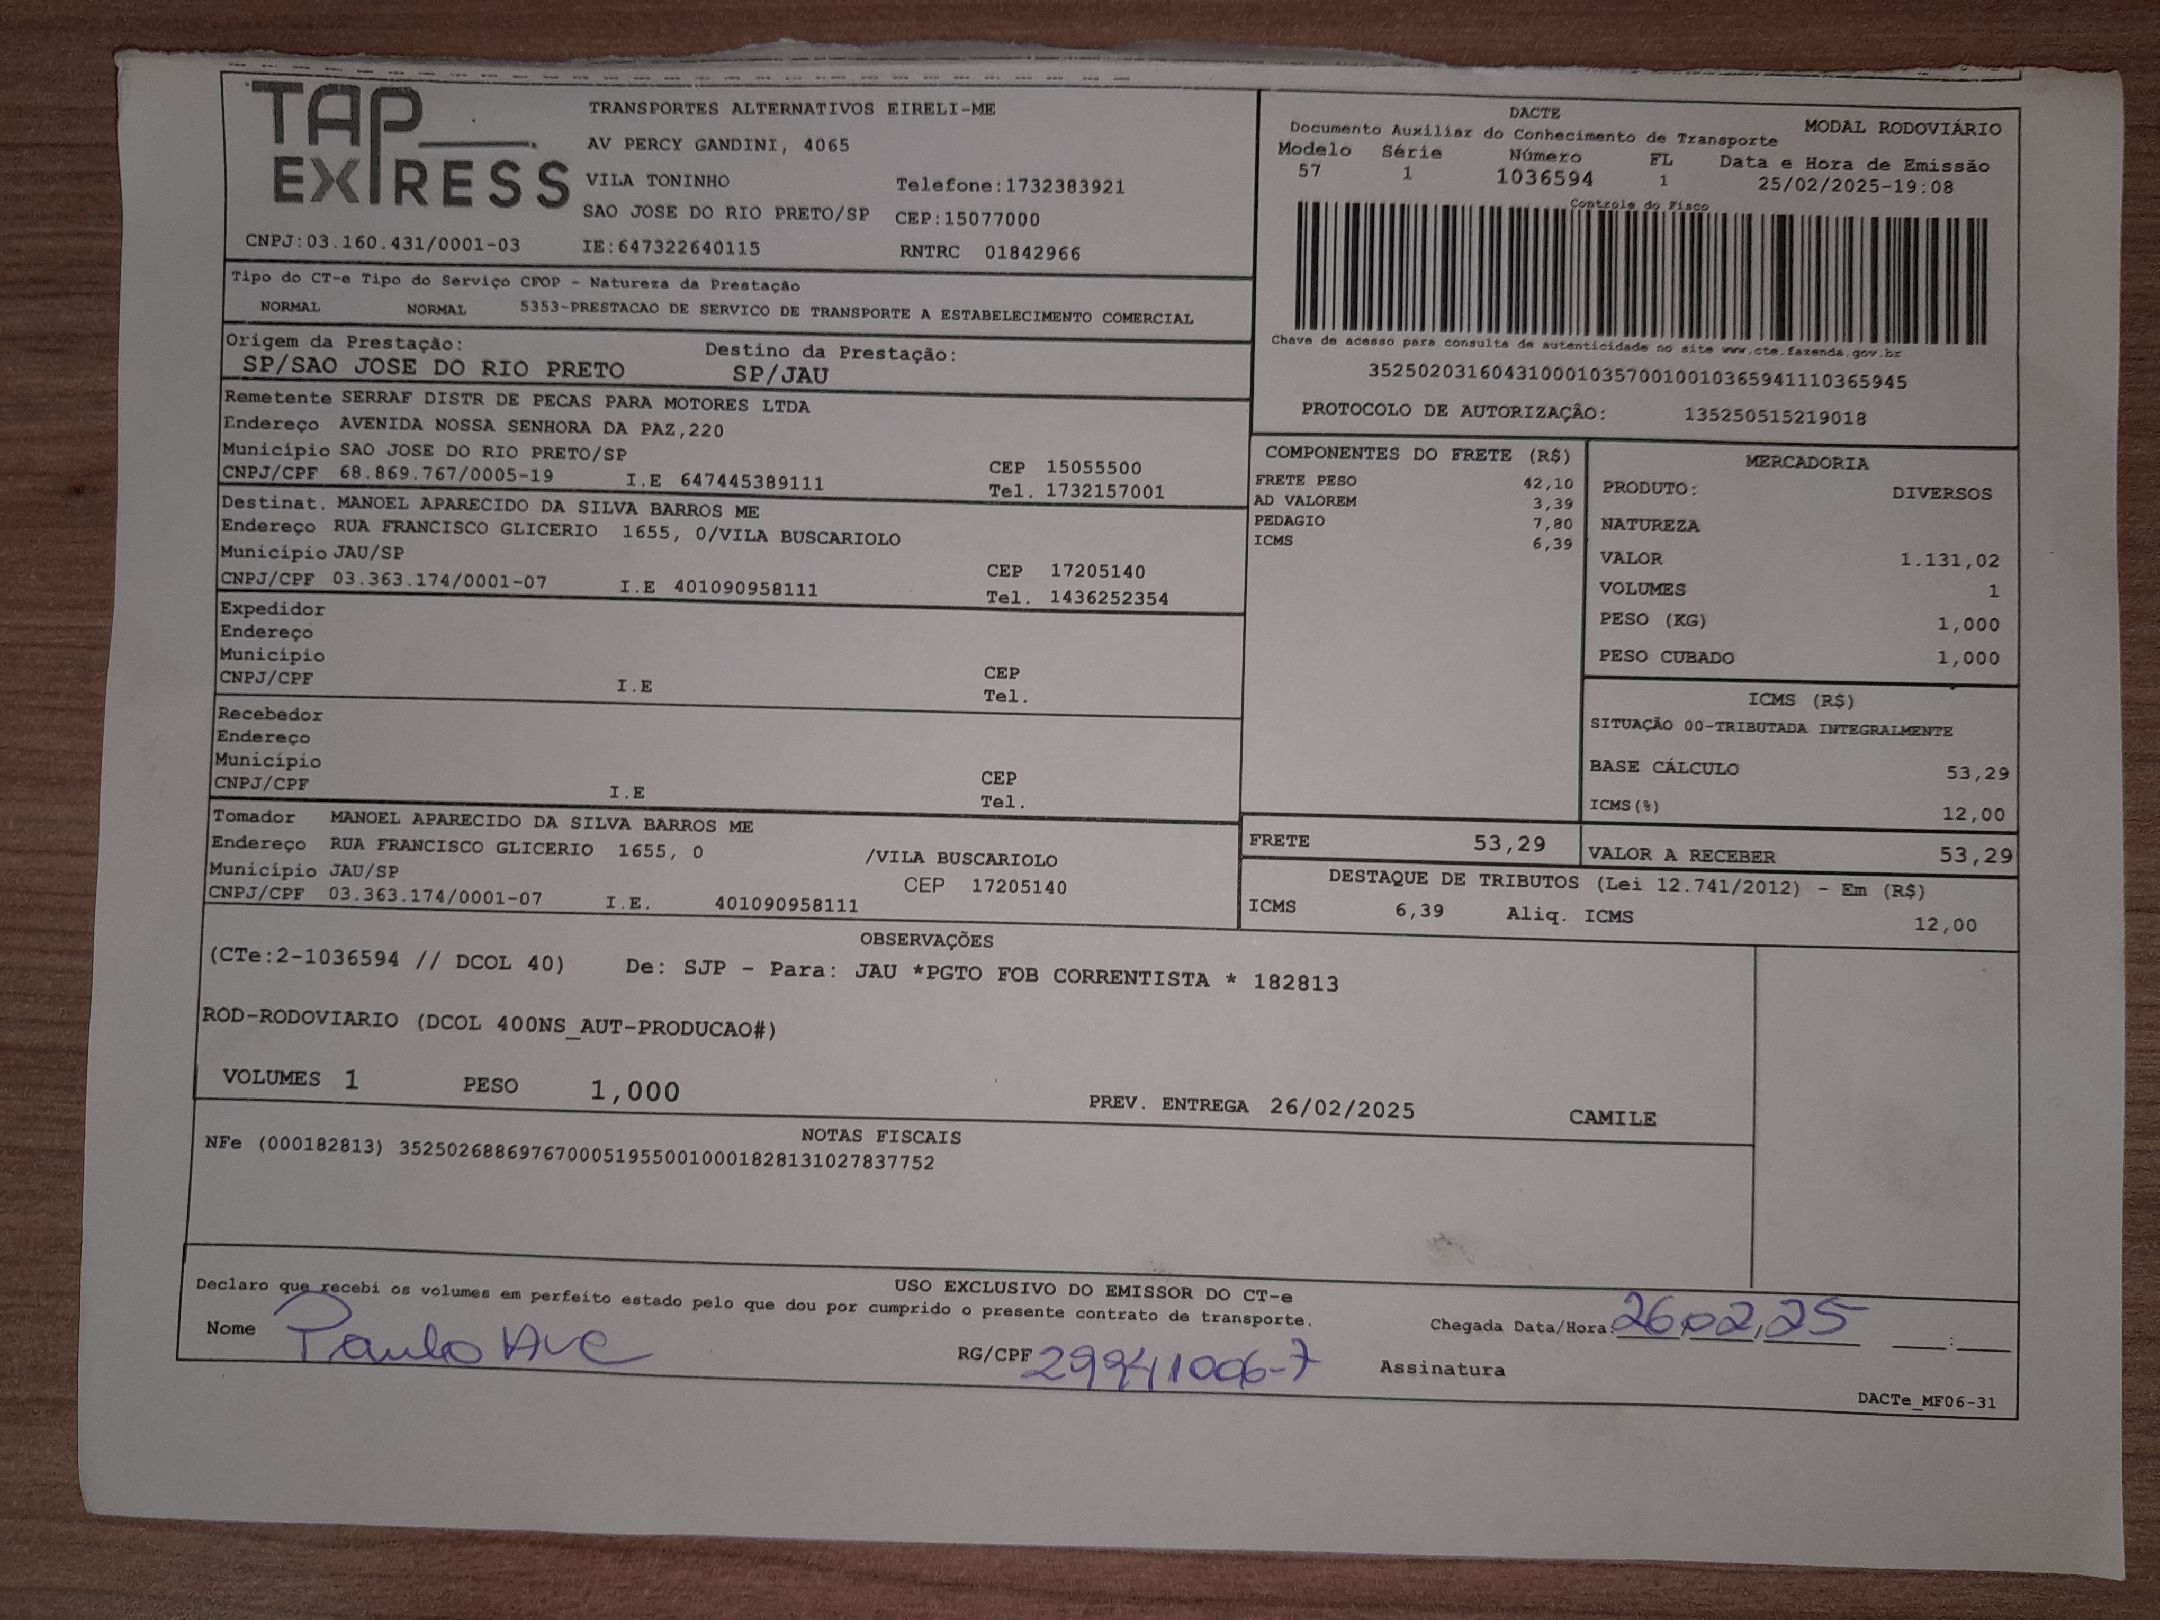 TAP EXPRESS
TRANSPORTES ALTERNATIVOS EIRELI-ME
AV PERCY GANDINI, 4065
VILA TONINHO Telefone:1732383921
SAO JOSE DO RIO PRETO/SP CEP:15077000
CNPJ:03.160.431/0001-03 IE:647322640115 RNTRC 01842966
DACTE
Documento Auxiliar do Conhecimento de Transporte MODAL RODOVIÁRIO
Modelo Série Número FL Data e Hora de Emissão
57 1 1036594 1 25/02/2025-19:08
Controle do Fisco
Chave de acesso para consulta de autenticidade no site www.cte.fazenda.gov.br
35250203160431000103570010010365941110365945
PROTOCOLO DE AUTORIZAÇÃO: 135250515219018
Tipo do CT-e Tipo do Serviço CFOP - Natureza da Prestação
NORMAL NORMAL 5353-PRESTACAO DE SERVICO DE TRANSPORTE A ESTABELECIMENTO COMERCIAL
Origem da Prestação: Destino da Prestação:
SP/SAO JOSE DO RIO PRETO SP/JAU
Remetente SERRAF DISTR DE PECAS PARA MOTORES LTDA
Endereço AVENIDA NOSSA SENHORA DA PAZ,220
Município SAO JOSE DO RIO PRETO/SP CEP 15055500
CNPJ/CPF 68.869.767/0005-19 I.E 647445389111 Tel. 1732157001
Destinat. MANOEL APARECIDO DA SILVA BARROS ME
Endereço RUA FRANCISCO GLICERIO 1655, 0/VILA BUSCARIOLO
Município JAU/SP CEP 17205140
CNPJ/CPF 03.363.174/0001-07 I.E 401090958111 Tel. 1436252354
Expedidor
Endereço
Município CEP
CNPJ/CPF I.E Tel.
Recebedor
Endereço
Município CEP
CNPJ/CPF I.E Tel.
Tomador MANOEL APARECIDO DA SILVA BARROS ME
Endereço RUA FRANCISCO GLICERIO 1655, 0 /VILA BUSCARIOLO
Município JAU/SP CEP 17205140
CNPJ/CPF 03.363.174/0001-07 I.E. 401090958111
COMPONENTES DO FRETE (R$)
FRETE PESO 42,10
AD VALOREM 3,39
PEDAGIO 7,80
ICMS 6,39
MERCADORIA
PRODUTO: DIVERSOS
NATUREZA
VALOR 1.131,02
VOLUMES 1
PESO (KG) 1,000
PESO CUBADO 1,000
ICMS (R$)
SITUAÇÃO 00-TRIBUTADA INTEGRALMENTE
BASE CÁLCULO 53,29
ICMS(%) 12,00
FRETE 53,29 VALOR A RECEBER 53,29
DESTAQUE DE TRIBUTOS (Lei 12.741/2012) - Em (R$)
ICMS 6,39 Aliq. ICMS 12,00
OBSERVAÇÕES
(CTe:2-1036594 // DCOL 40) De: SJP - Para: JAU *PGTO FOB CORRENTISTA * 182813
ROD-RODOVIARIO (DCOL 400NS_AUT-PRODUCAO#)
VOLUMES 1 PESO 1,000 PREV. ENTREGA 26/02/2025 CAMILE
NOTAS FISCAIS
NFe (000182813) 35250268869767000519550010001828131027837752
USO EXCLUSIVO DO EMISSOR DO CT-e
Declaro que recebi os volumes em perfeito estado pelo que dou por cumprido o presente contrato de transporte.
Nome Paulo RG/CPF 29941006-7 Chegada Data/Hora: 26.02.25 :
Assinatura
DACTe_MF06-31